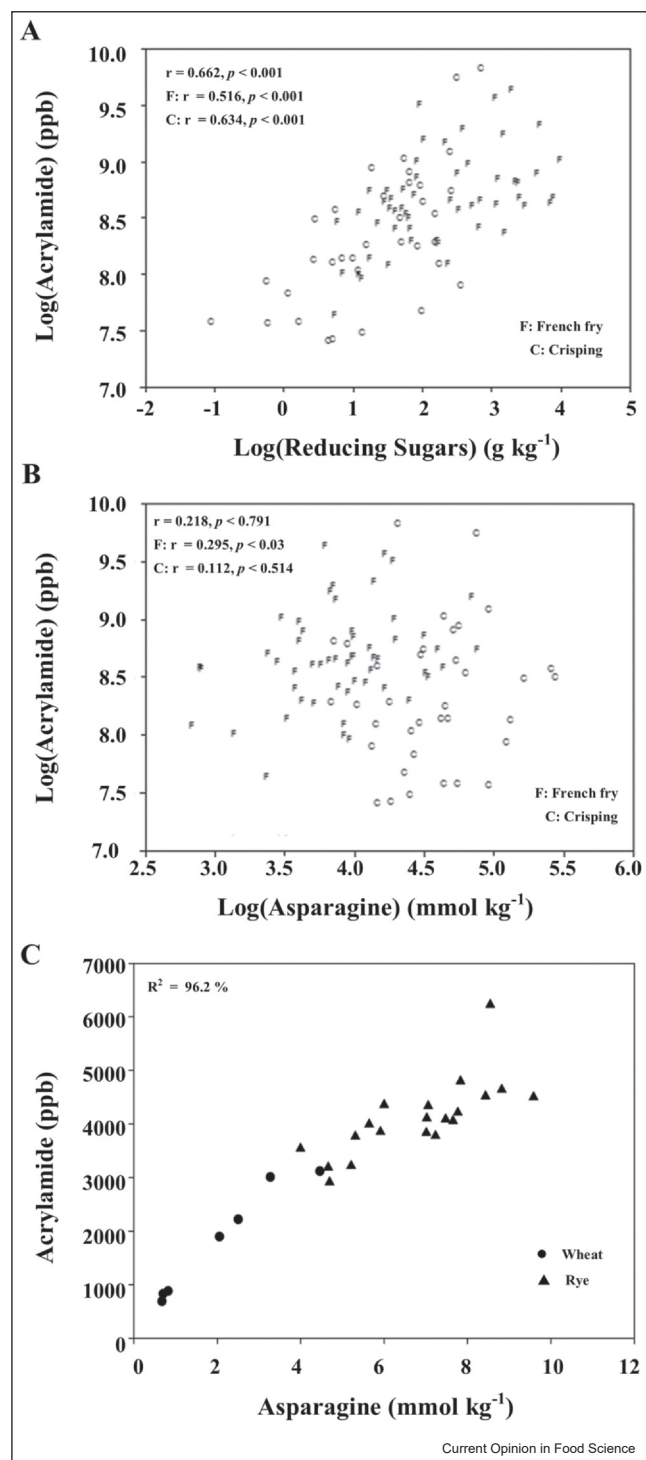 A
10.0
9.5
9.0
8.5
8.0
7.5
7.0
Log(Acrylamide) (ppb)
r = 0.662, p < 0.001
F: r = 0.516, p < 0.001
C: r = 0.634, p < 0.001
F: French fry
C: Crisping
-2 -1 0 1 2 3 4 5
Log(Reducing Sugars) (g kg⁻¹)
B
10.0
9.5
9.0
8.5
8.0
7.5
7.0
Log(Acrylamide) (ppb)
r = 0.218, p < 0.791
F: r = 0.295, p < 0.03
C: r = 0.112, p < 0.514
F: French fry
C: Crisping
2.5 3.0 3.5 4.0 4.5 5.0 5.5 6.0
Log(Asparagine) (mmol kg⁻¹)
C
7000
6000
5000
4000
3000
2000
1000
0
Acrylamide (ppb)
R² = 96.2 %
Wheat
Rye
0 2 4 6 8 10 12
Asparagine (mmol kg⁻¹)
Current Opinion in Food Science